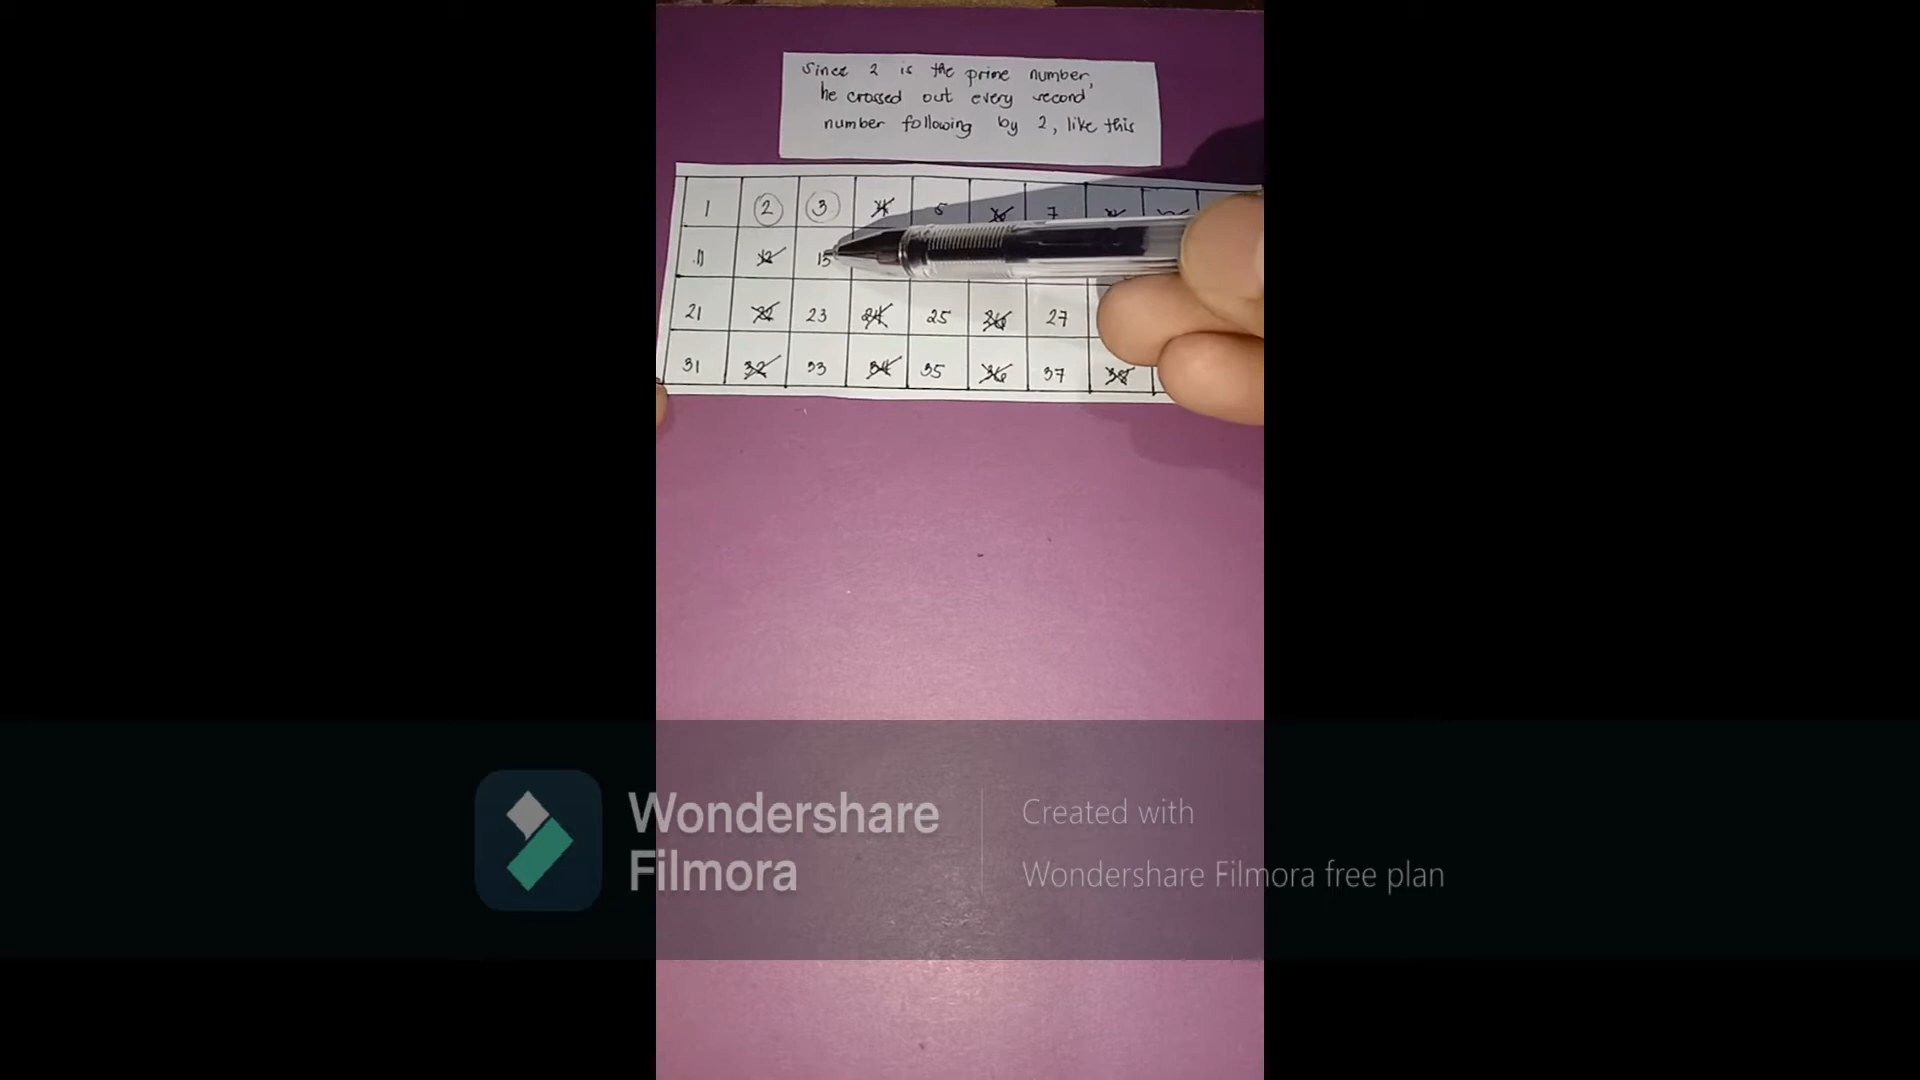 Since 2 is the prime number,
he crossed out every second
number following by 2, like this
1 2 3 4 5 6 7
11 12 13
21 22 23 24 25 26 27
31 32 33 34 35 36 37 38
Wondershare
Filmora
Created with
Wondershare Filmora free plan